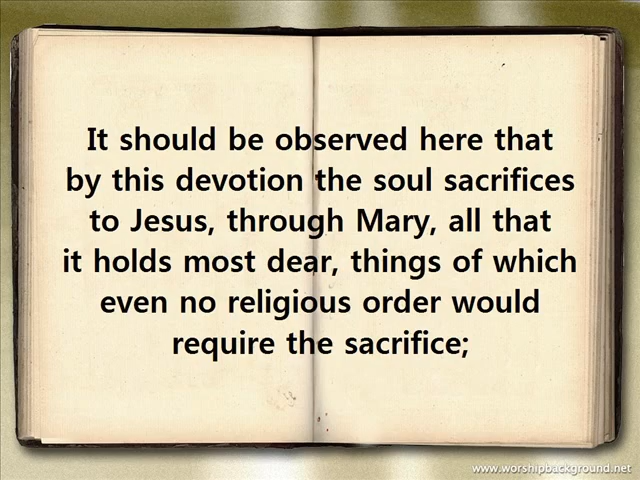 It should be observed here that
by this devotion the soul sacrifices
to Jesus, through Mary, all that
it holds most dear, things of which
even no religious order would
require the sacrifice;
www.worshipbackground.net